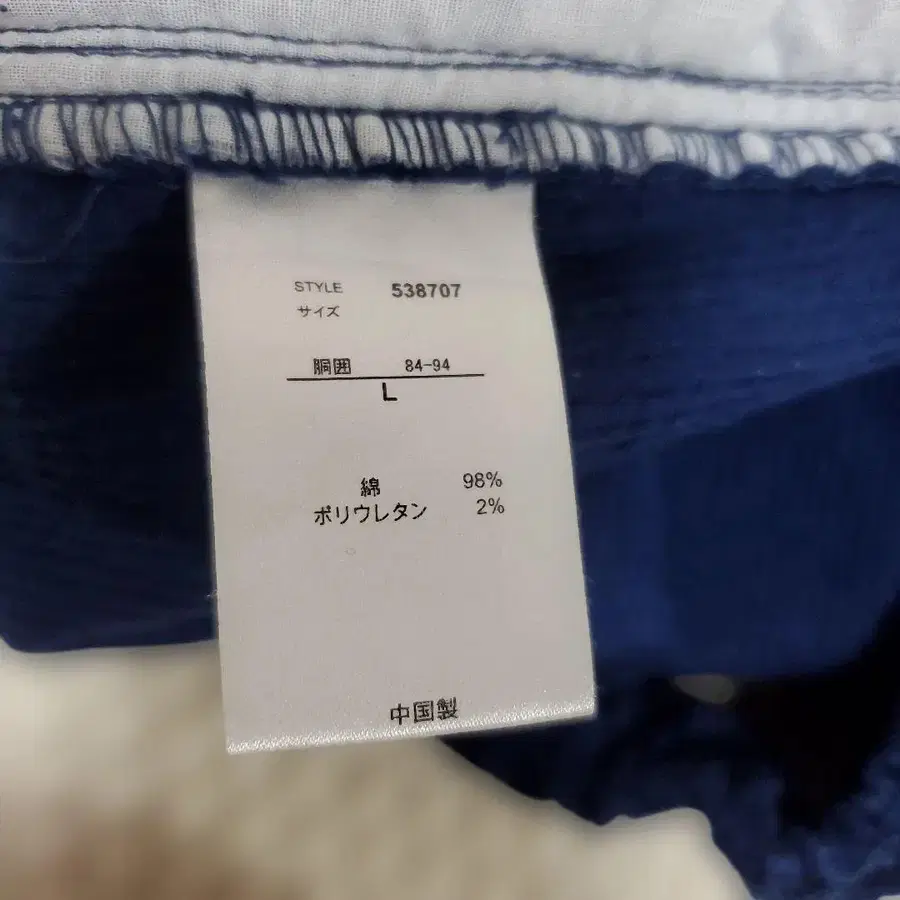 STYLE 538707
サイズ
胴囲 84-94
L
綿 98%
ポリウレタン 2%
中国製